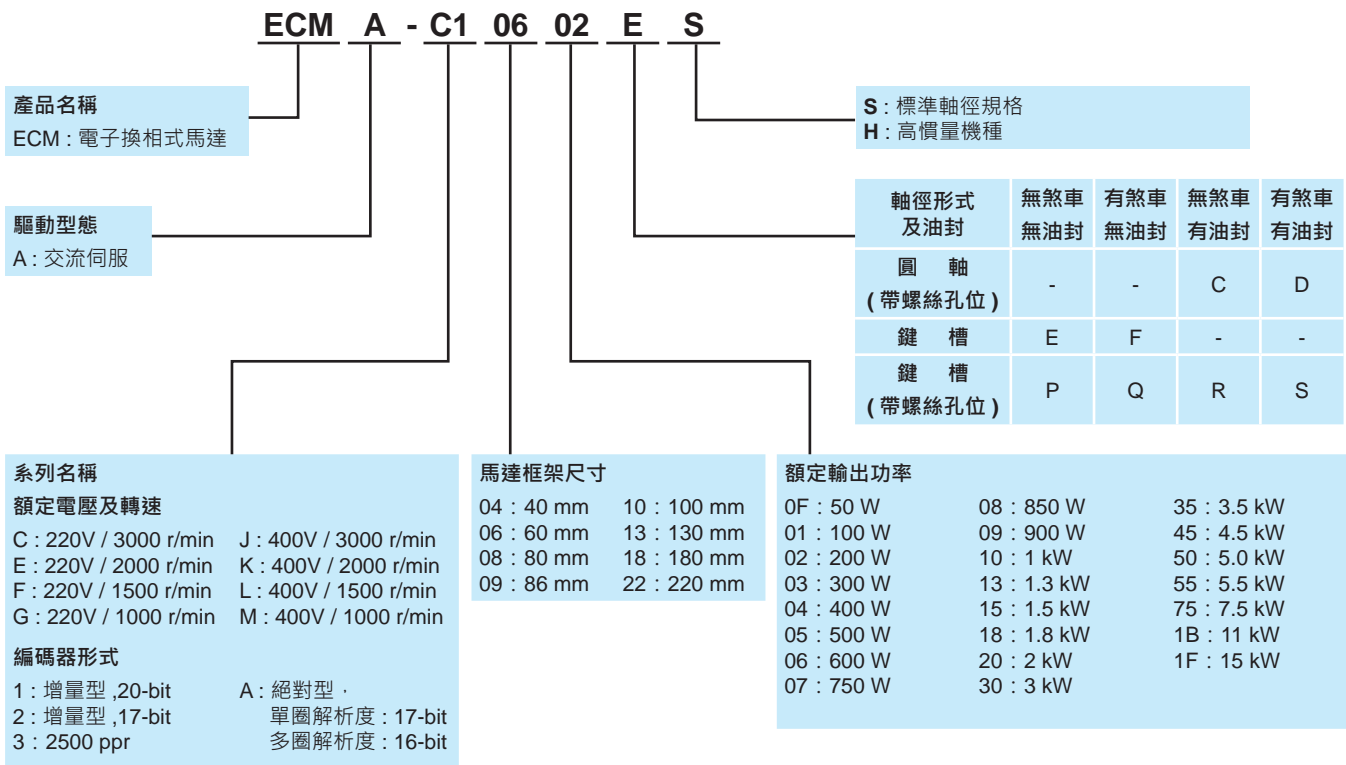 ECM A - C1 06 02 E S
產品名稱
ECM : 電子換相式馬達
驅動型態
A : 交流伺服
S : 標準軸徑規格
H : 高慣量機種
軸徑形式
及油封
無煞車
無油封
有煞車
無油封
無煞車
有油封
有煞車
有油封
圓 軸
( 帶螺絲孔位 )
- - C D
鍵 槽 E F - -
鍵 槽
( 帶螺絲孔位 )
P Q R S
系列名稱
額定電壓及轉速
C : 220V / 3000 r/min J : 400V / 3000 r/min
E : 220V / 2000 r/min K : 400V / 2000 r/min
F : 220V / 1500 r/min L : 400V / 1500 r/min
G : 220V / 1000 r/min M : 400V / 1000 r/min
編碼器形式
1 : 增量型 ,20-bit A : 絕對型，
2 : 增量型 ,17-bit 單圈解析度 : 17-bit
3：2500 ppr 多圈解析度 : 16-bit
馬達框架尺寸
04：40 mm 10：100 mm
06：60 mm 13：130 mm
08：80 mm 18：180 mm
09：86 mm 22：220 mm
額定輸出功率
0F：50 W 08：850 W 35：3.5 kW
01：100 W 09：900 W 45：4.5 kW
02：200 W 10：1 kW 50：5.0 kW
03：300 W 13：1.3 kW 55：5.5 kW
04：400 W 15：1.5 kW 75：7.5 kW
05：500 W 18：1.8 kW 1B：11 kW
06：600 W 20：2 kW 1F：15 kW
07：750 W 30：3 kW